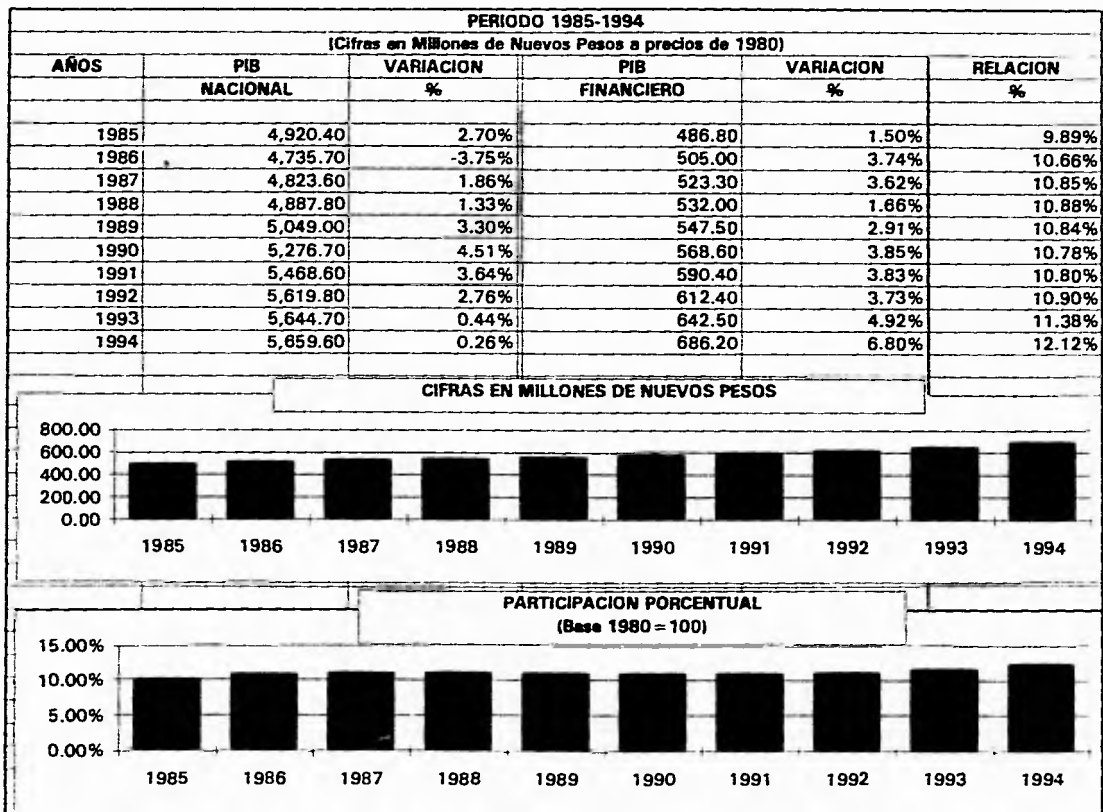 PERIODO 1985-1994
(Cifras en Millones de Nuevos Pesos a precios de 1980)
AÑOS PIB VARIACION PIB VARIACION RELACION
NACIONAL % FINANCIERO % %
1985 4,920.40 2.70% 486.80 1.50% 9.89%
1986 4,735.70 -3.75% 505.00 3.74% 10.66%
1987 4,823.60 1.86% 523.30 3.62% 10.85%
1988 4,887.80 1.33% 532.00 1.66% 10.88%
1989 5,049.00 3.30% 547.50 2.91% 10.84%
1990 5,276.70 4.51% 568.60 3.85% 10.78%
1991 5,468.60 3.64% 590.40 3.83% 10.80%
1992 5,619.80 2.76% 612.40 3.73% 10.90%
1993 5,644.70 0.44% 642.50 4.92% 11.38%
1994 5,659.60 0.26% 686.20 6.80% 12.12%
CIFRAS EN MILLONES DE NUEVOS PESOS
800.00
600.00
400.00
200.00
0.00
1985 1986 1987 1988 1989 1990 1991 1992 1993 1994
PARTICIPACION PORCENTUAL
(Base 1980=100)
15.00%
10.00%
5.00%
0.00%
1985 1986 1987 1988 1989 1990 1991 1992 1993 1994